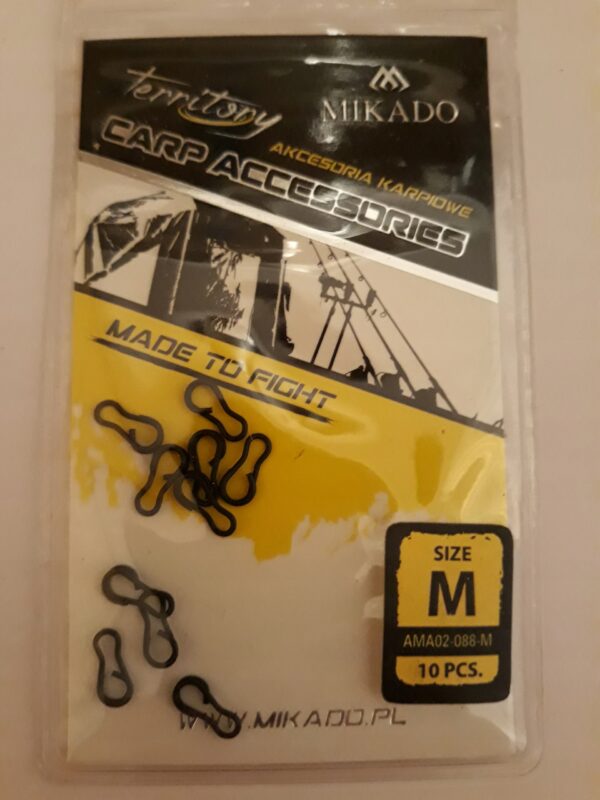 Territory
MIKADO
AKCESORIA KARPIOWE
CARP ACCESSORIES
MADE TO FIGHT
SIZE
M
AMA02-088-M
10 PCS.
WWW.MIKADO.PL